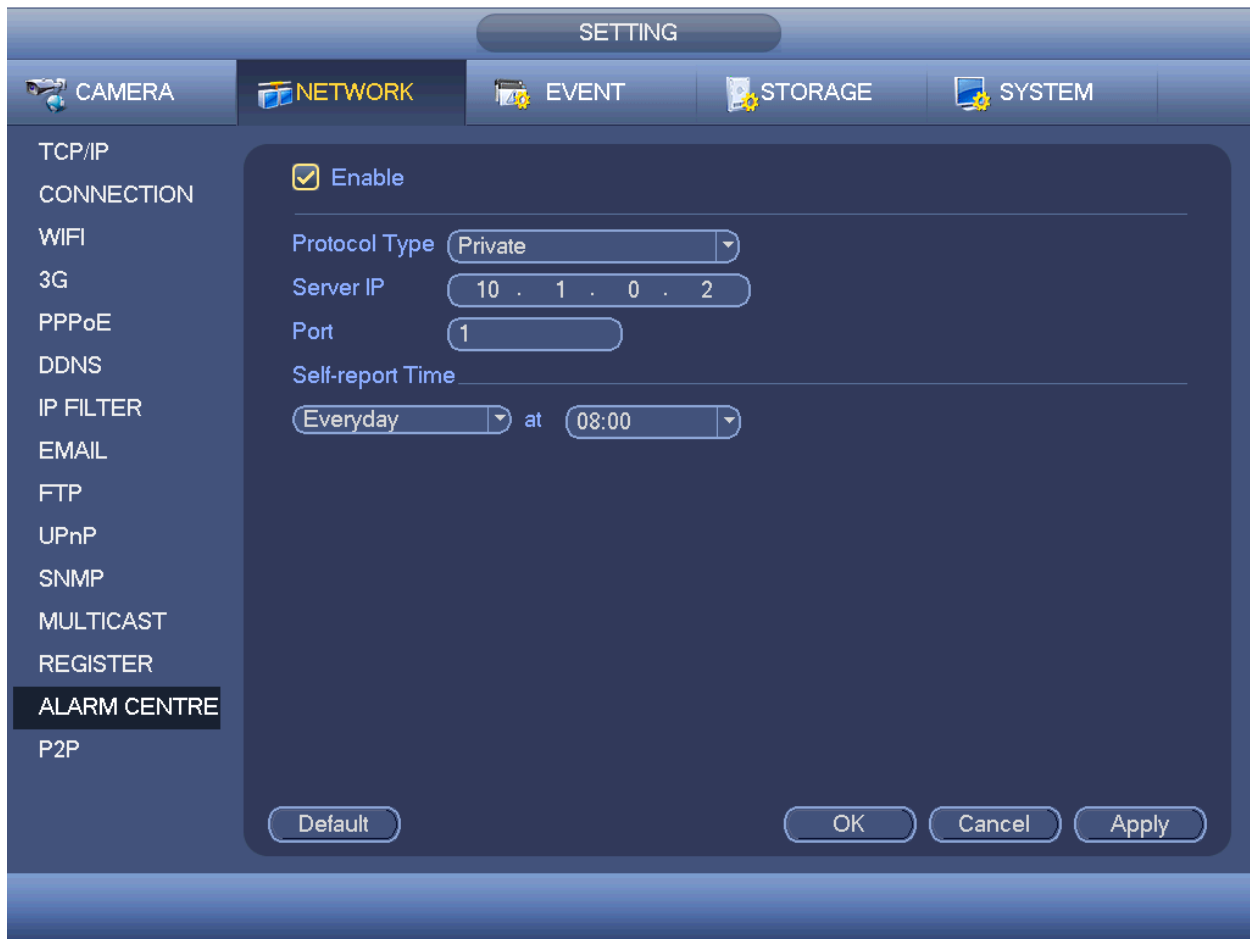 SETTING
CAMERA NETWORK EVENT STORAGE SYSTEM
TCP/IP
CONNECTION
WIFI
3G
PPPoE
DDNS
IP FILTER
EMAIL
FTP
UPnP
SNMP
MULTICAST
REGISTER
ALARM CENTRE
P2P
Enable
Protocol Type Private
Server IP 10 . 1 . 0 . 2
Port 1
Self-report Time
Everyday at 08:00
Default OK Cancel Apply